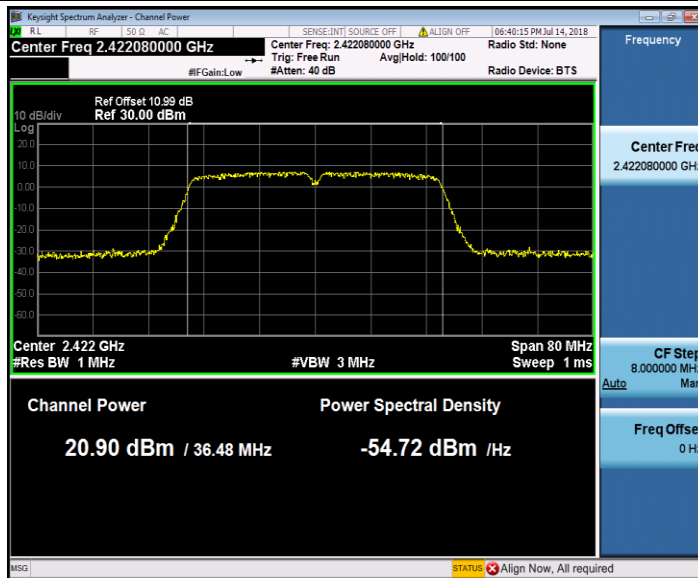 Keysight Spectrum Analyzer - Channel Power
RL RF 50 Ω AC SENSE:INT SOURCE OFF ALIGN OFF 06:40:15 PM Jul 14, 2018
Center Freq 2.422080000 GHz
Center Freq: 2.422080000 GHz
Radio Std: None
Trig: Free Run
Avg|Hold: 100/100
#IFGain:Low
#Atten: 40 dB
Radio Device: BTS
Ref Offset 10.99 dB
10 dB/div
Ref 30.00 dBm
Log
20.0
10.0
0.00
-10.0
-20.0
-30.0
-40.0
-50.0
-60.0
Center 2.422 GHz
Span 80 MHz
#Res BW 1 MHz
#VBW 3 MHz
Sweep 1 ms
Channel Power
Power Spectral Density
20.90 dBm / 36.48 MHz
-54.72 dBm /Hz
Frequency
Center Freq
2.422080000 GHz
CF Step
8.000000 MHz
Auto Man
Freq Offset
0 Hz
MSG
STATUS
Align Now, All required